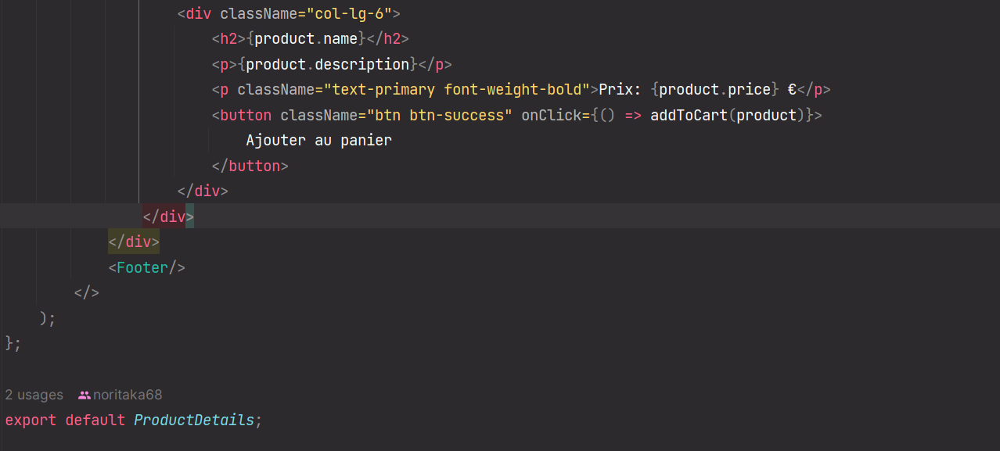 <div className="col-lg-6">
<h2>{product.name}</h2>
<p>{product.description}</p>
<p className="text-primary font-weight-bold">Prix: {product.price} €</p>
<button className="btn btn-success" onClick={() => addToCart(product)}>
Ajouter au panier
</button>
</div>
</div>
</div>
<Footer/>
</>
);
};
2 usages noritaka68
export default ProductDetails;